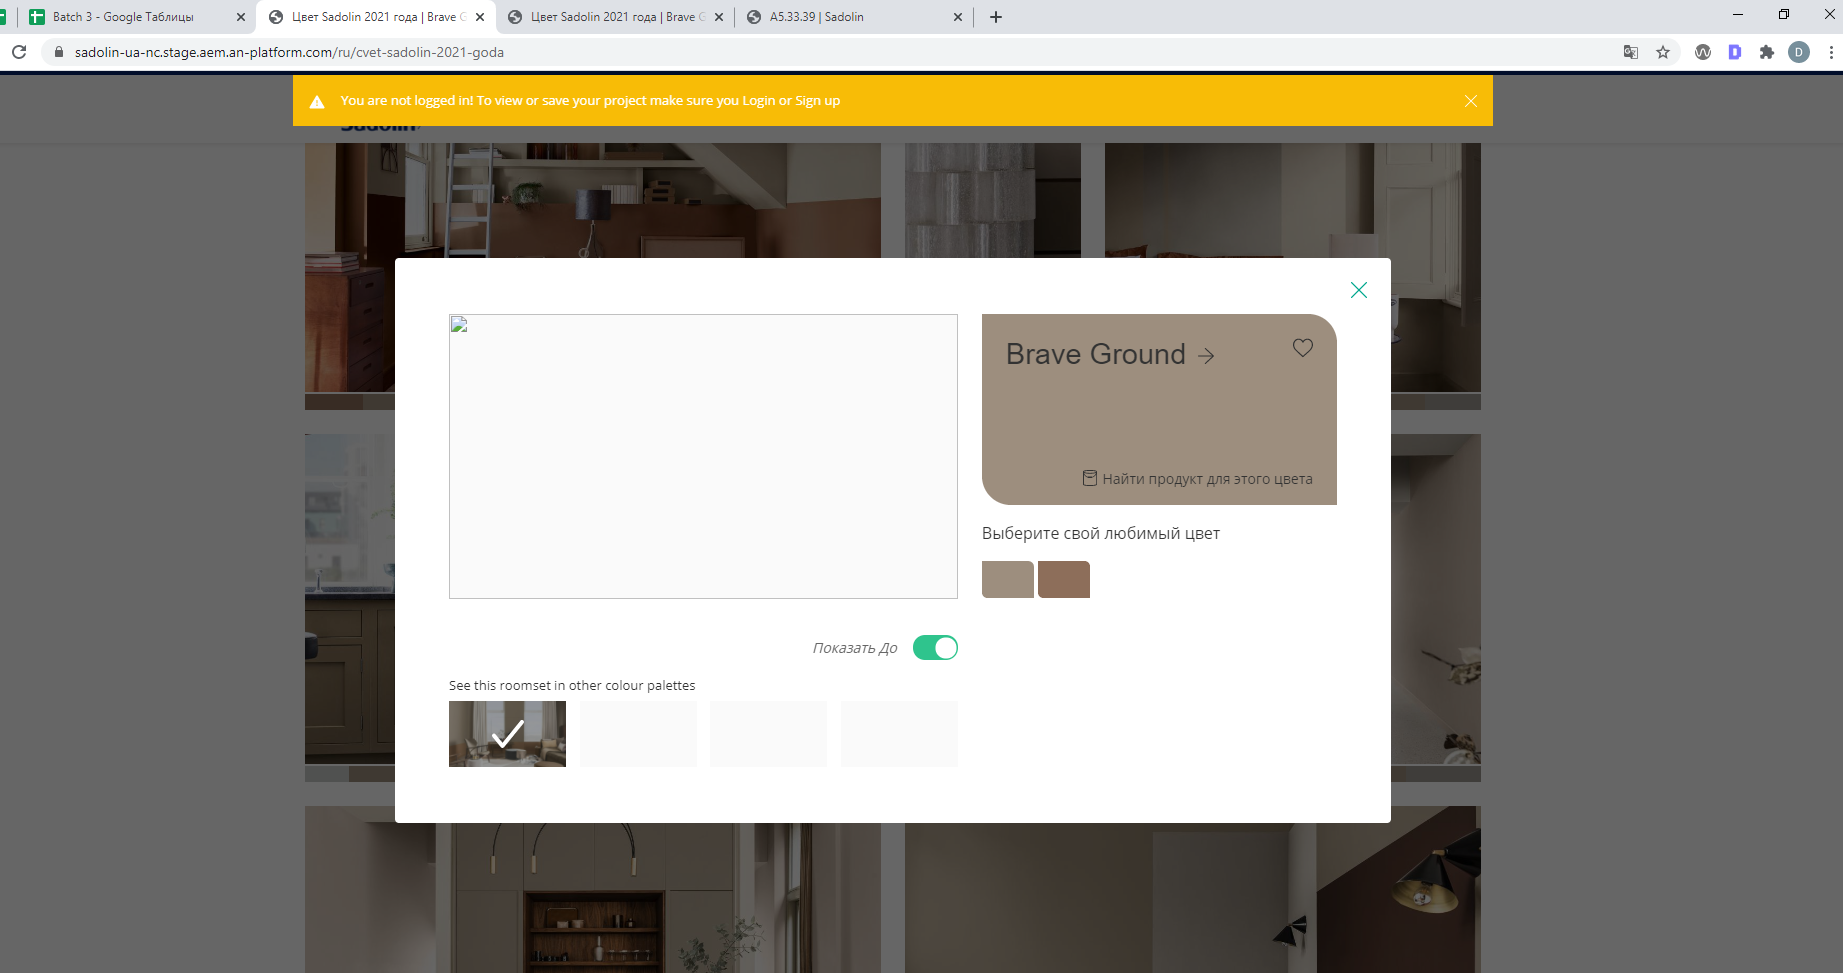 Batch 3 - Google Таблицы
Цвет Sadolin 2021 года | Brave G
Цвет Sadolin 2021 года | Brave G
A5.33.39 | Sadolin
sadolin-ua-nc.stage.aem.an-platform.com/ru/cvet-sadolin-2021-goda
D
D
You are not logged in! To view or save your project make sure you Login or Sign up
Sadolin
Brave Ground
Найти продукт для этого цвета
Выберите свой любимый цвет
Показать До
See this roomset in other colour palettes